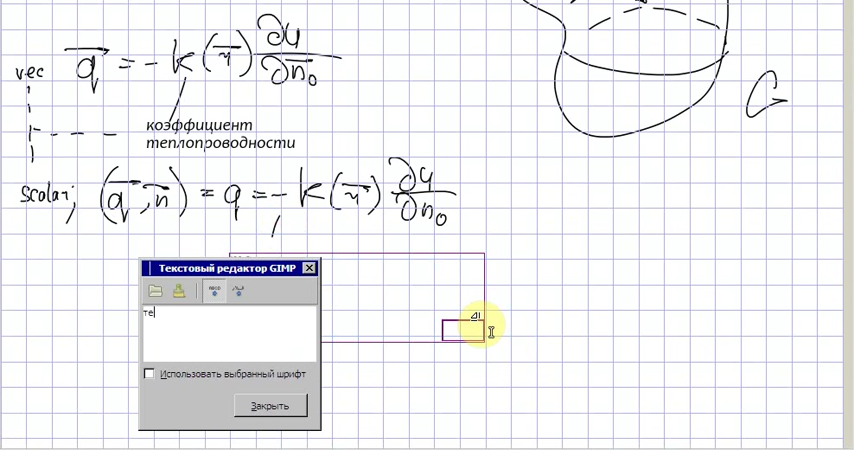 vec q = - k (r) ∂u/∂n₀
G
коэффициент
теплопроводности
scalar; (q; n) = q = - k (r) ∂u/∂n₀
Текстовый редактор GIMP
те
Использовать выбранный шрифт
Закрыть